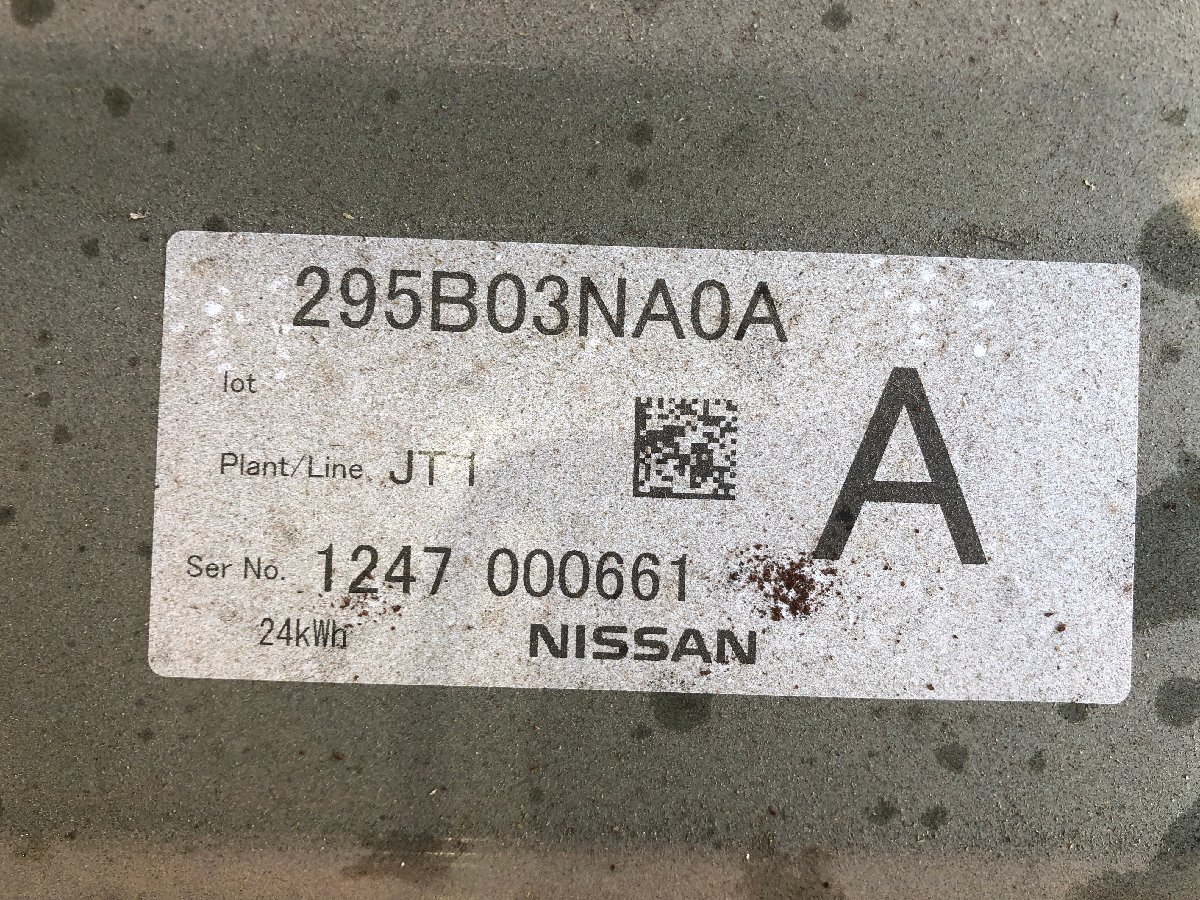 295B03NA0A
lot
Plant/Line JT1
A
Ser No. 1247 000661
24kWh
NISSAN